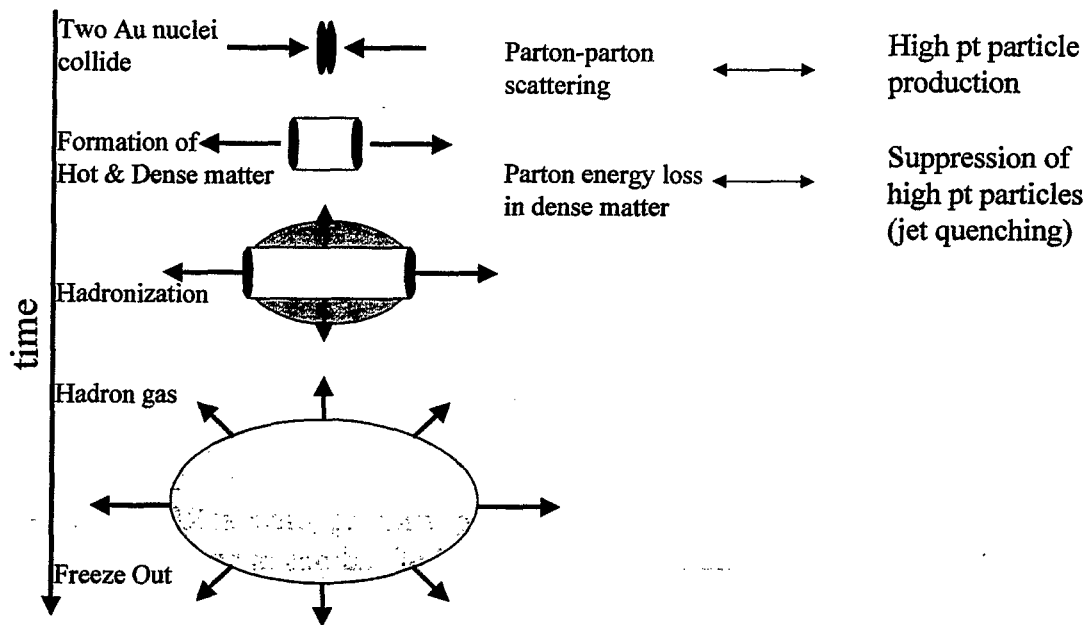 Two Au nuclei
collide
Parton-parton
scattering
High pt particle
production
Formation of
Hot & Dense matter
Parton energy loss
in dense matter
Suppression of
high pt particles
(jet quenching)
Hadronization
time
Hadron gas
Freeze Out